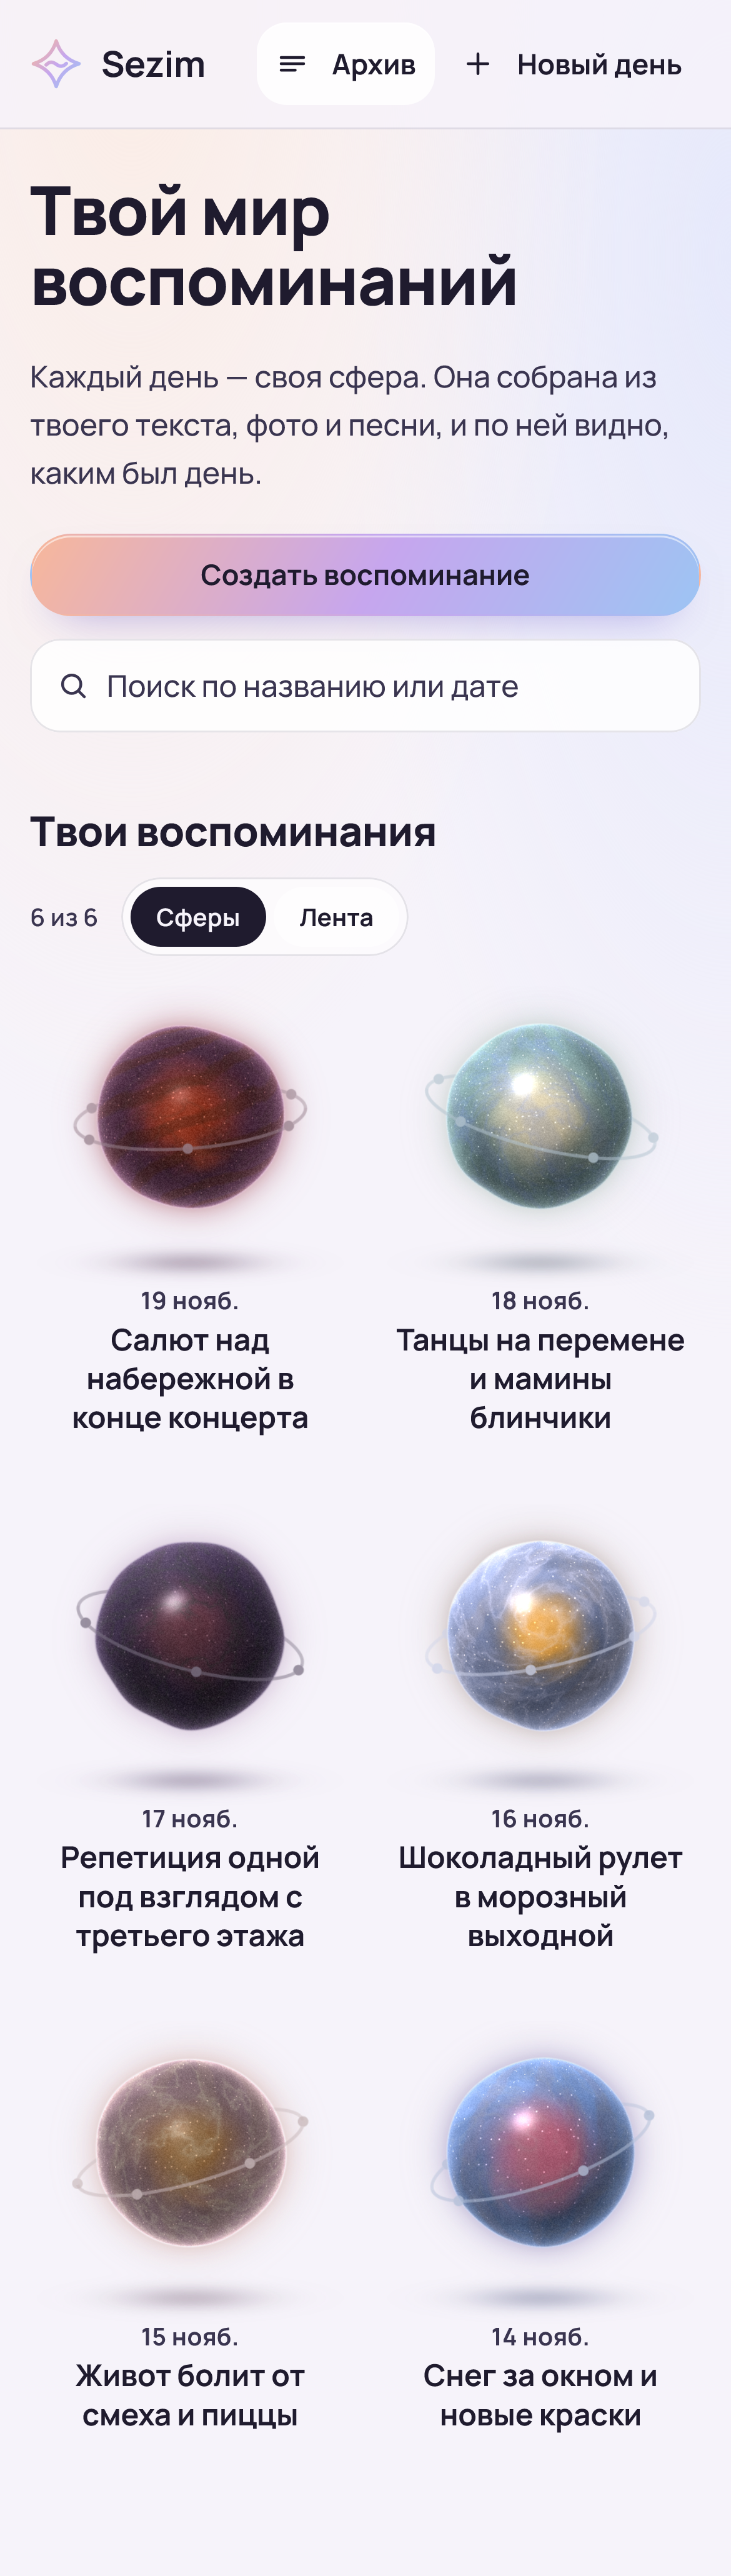 Sezim
Архив
Новый день
Твой мир
воспоминаний
Каждый день — своя сфера. Она собрана из
твоего текста, фото и песни, и по ней видно,
каким был день.
Создать воспоминание
Поиск по названию или дате
Твои воспоминания
6 из 6
Сферы
Лента
19 нояб.
Салют над
набережной в
конце концерта
18 нояб.
Танцы на перемене
и мамины
блинчики
17 нояб.
Репетиция одной
под взглядом с
третьего этажа
16 нояб.
Шоколадный рулет
в морозный
выходной
15 нояб.
Живот болит от
смеха и пиццы
14 нояб.
Снег за окном и
новые краски